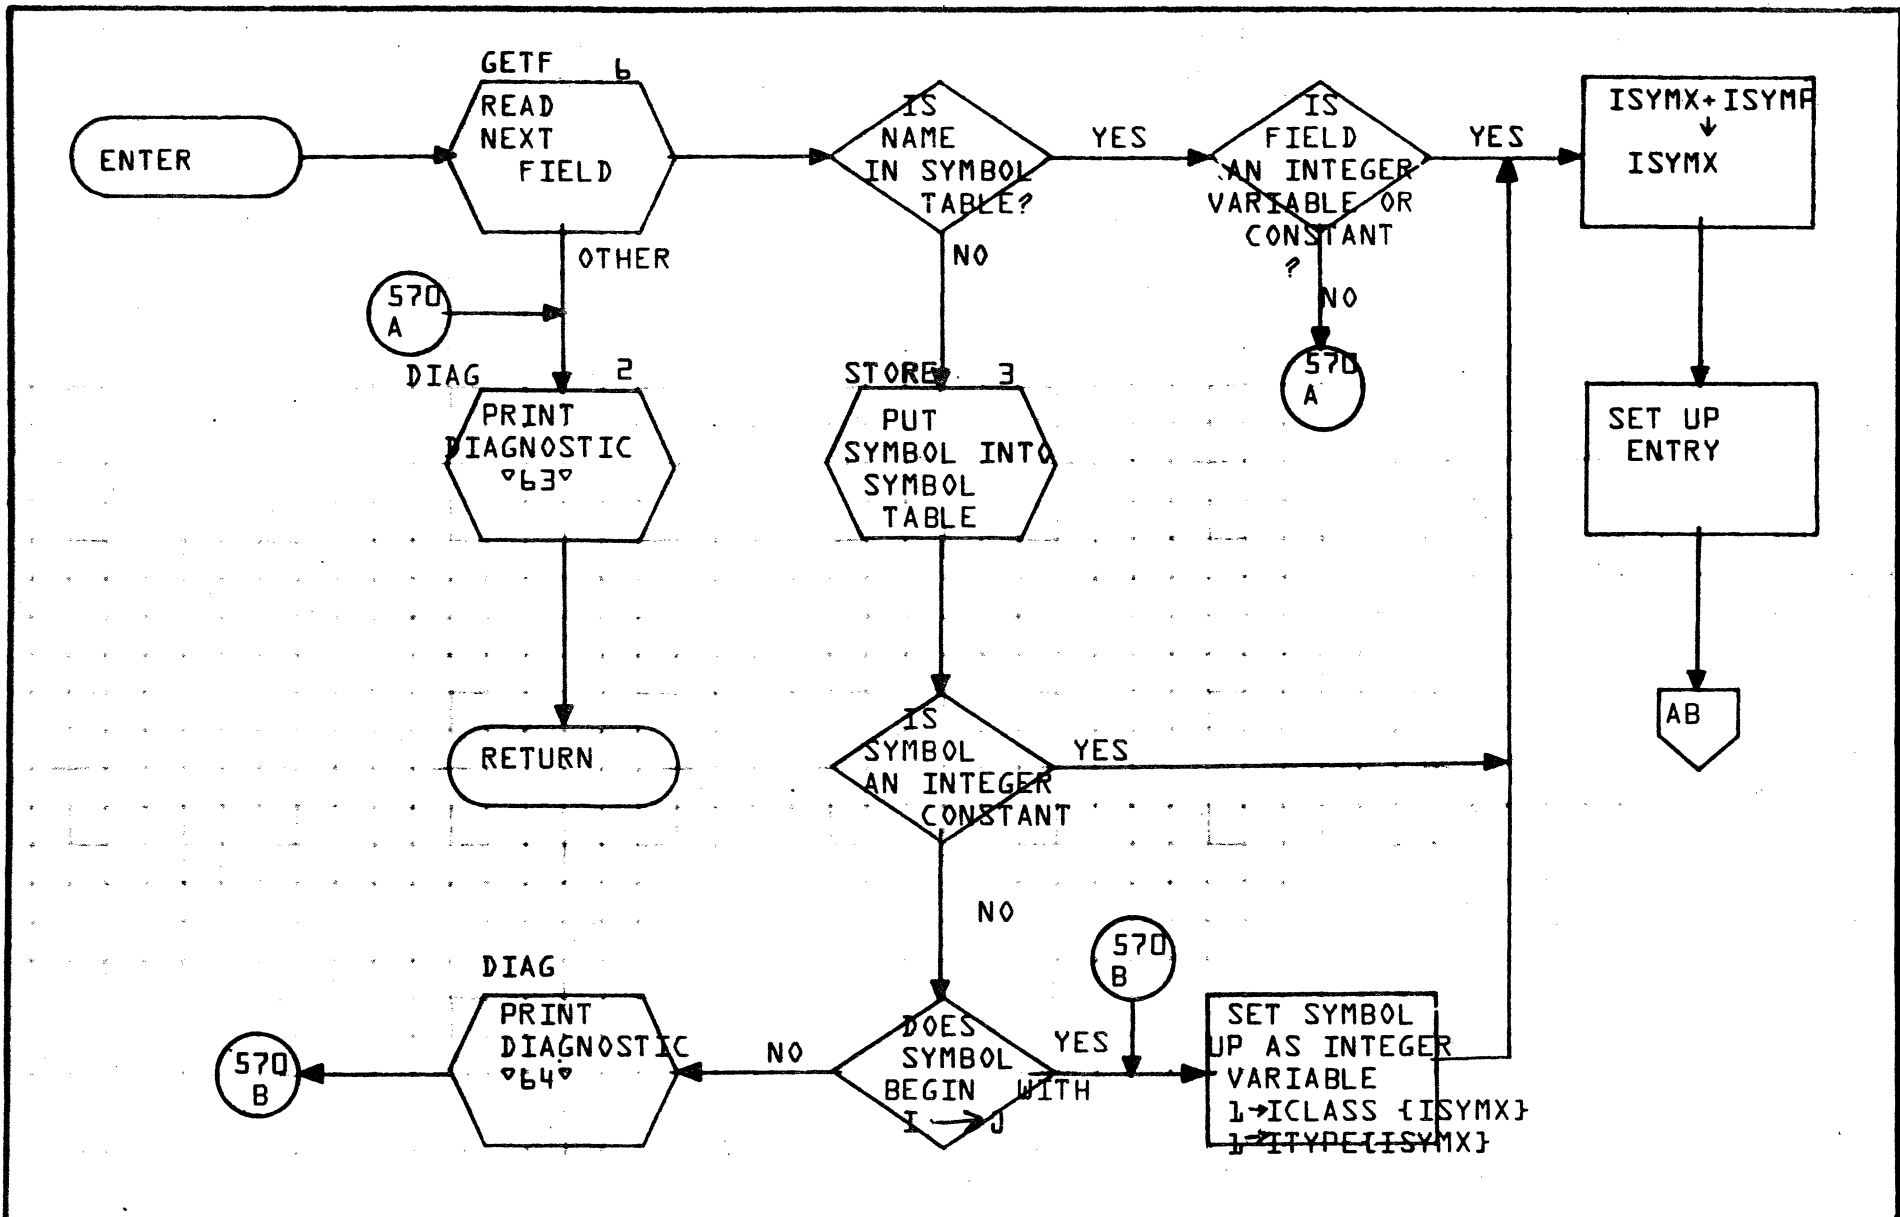 GETF 6
ENTER
READ
NEXT
FIELD
OTHER
IS
NAME
IN SYMBOL
TABLE?
YES
NO
IS
FIELD
AN INTEGER
VARIABLE OR
CONSTANT
?
YES
NO
570
A
ISYMX+ISYMP
↓
ISYMX
SET UP
ENTRY
AB
570
A
DIAG 2
PRINT
DIAGNOSTIC
∇63∇
RETURN
STORE 3
PUT
SYMBOL INTO
SYMBOL
TABLE
IS
SYMBOL
AN INTEGER
CONSTANT
YES
NO
DOES
SYMBOL
BEGIN WITH
I → J
YES
NO
570
B
SET SYMBOL
UP AS INTEGER
VARIABLE
1→ICLASS {ISYMX}
1→ITYPE{ISYMX}
DIAG
PRINT
DIAGNOSTIC
∇64∇
570
B